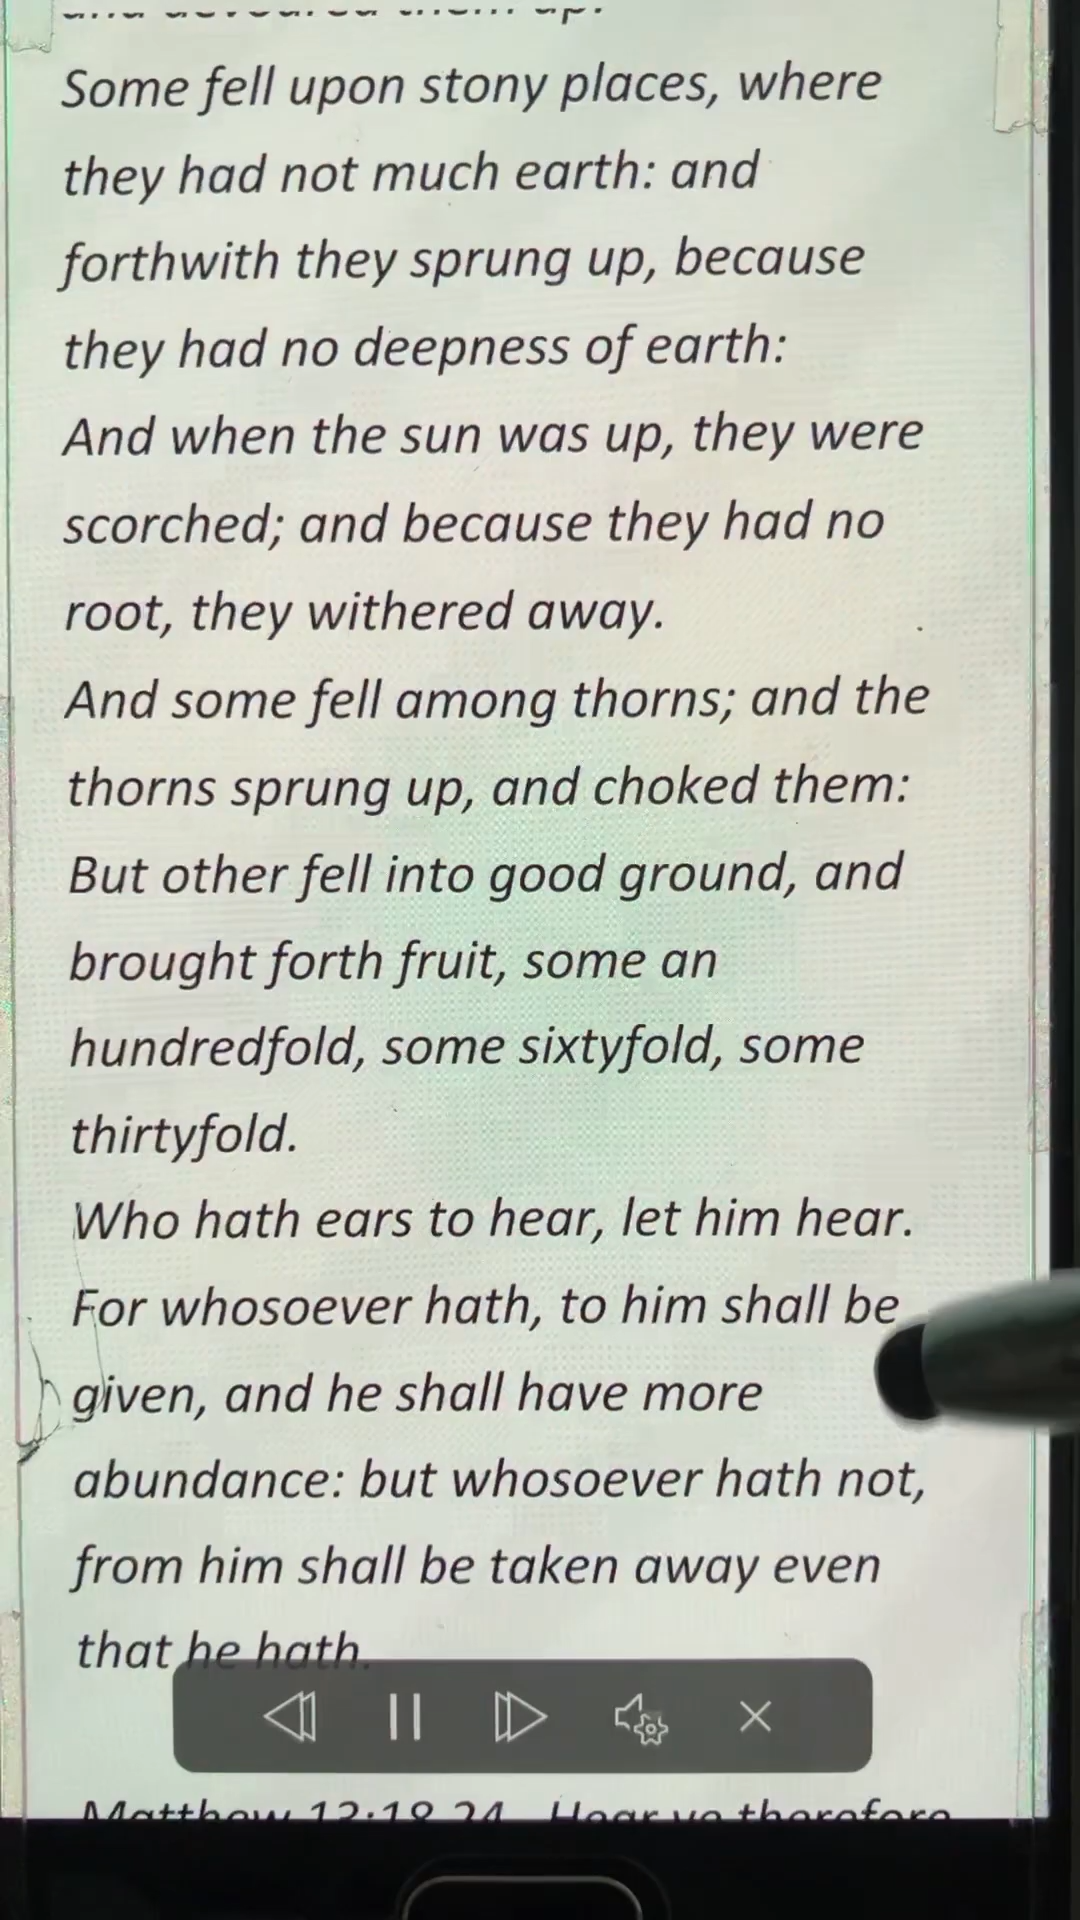 Some fell upon stony places, where
they had not much earth: and
forthwith they sprung up, because
they had no deepness of earth:
And when the sun was up, they were
scorched; and because they had no
root, they withered away.
And some fell among thorns; and the
thorns sprung up, and choked them:
But other fell into good ground, and
brought forth fruit, some an
hundredfold, some sixtyfold, some
thirtyfold.
Who hath ears to hear, let him hear.
For whosoever hath, to him shall be
given, and he shall have more
abundance: but whosoever hath not,
from him shall be taken away even
that he hath.
Matthew Hear ye therefore